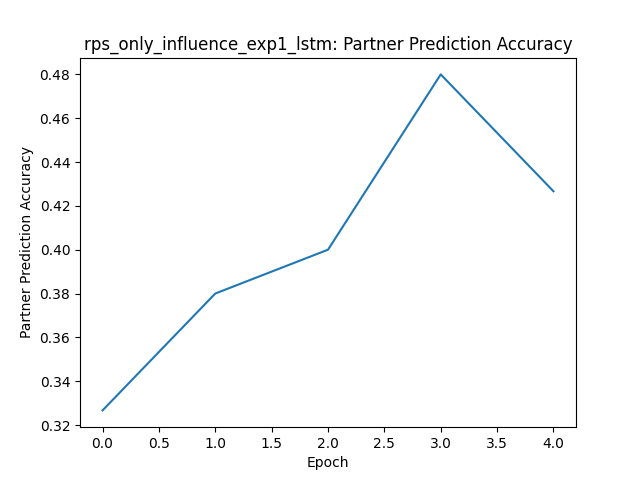 rps_only_influence_exp1_lstm: Partner Prediction Accuracy
Partner Prediction Accuracy
0.48
0.46
0.44
0.42
0.40
0.38
0.36
0.34
0.32
0.0 0.5 1.0 1.5 2.0 2.5 3.0 3.5 4.0
Epoch